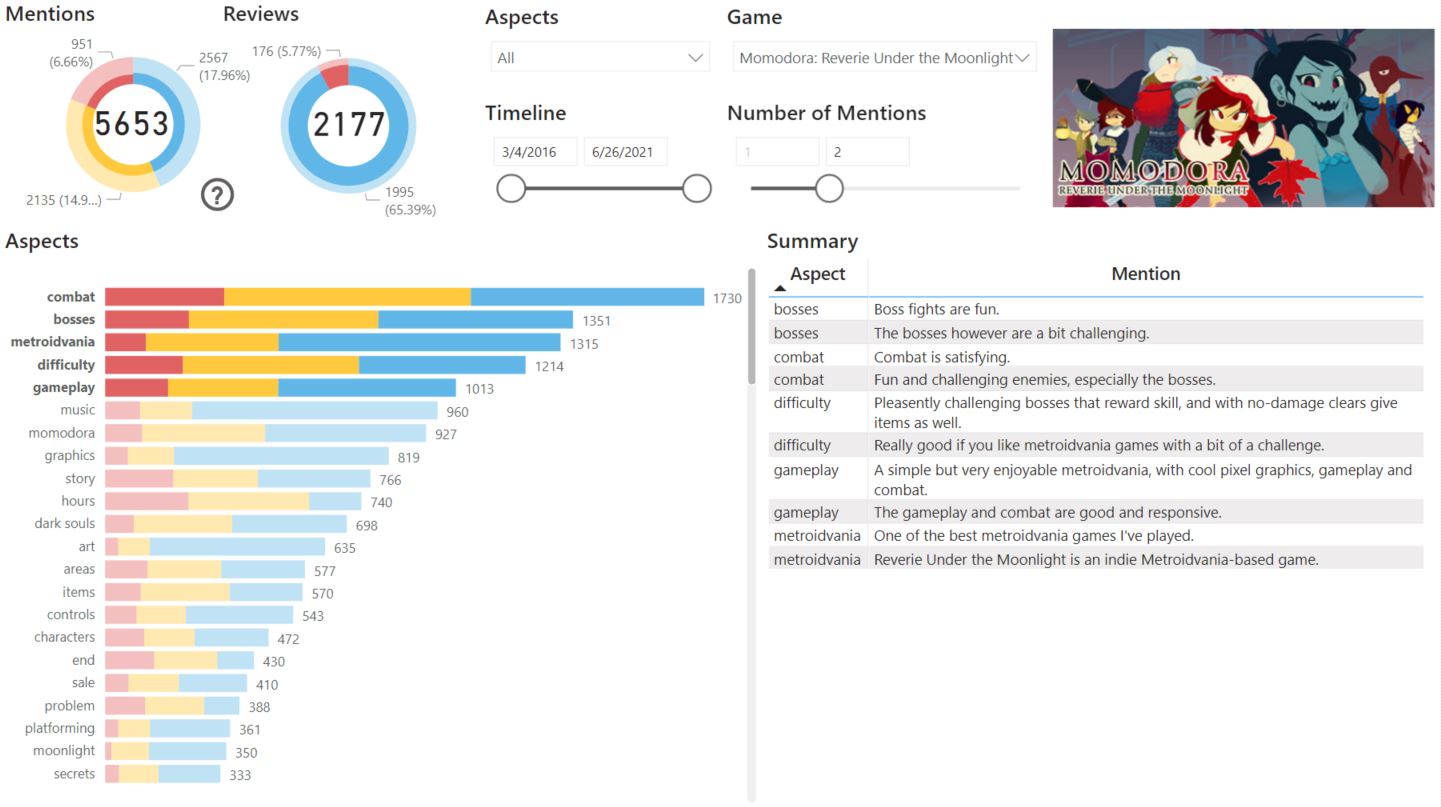 Mentions
Reviews
951
(6.66%)
2567
(17.96%)
5653
2135 (14.9...)
?
176 (5.77%)
2177
1995
(65.39%)
Aspects
All
Game
Momodora: Reverie Under the Moonlight
Timeline
3/4/2016
6/26/2021
Number of Mentions
1
2
MOMODORA
REVERIE UNDER THE MOONLIGHT
Aspects
combat 1730
bosses 1351
metroidvania 1315
difficulty 1214
gameplay 1013
music 960
momodora 927
graphics 819
story 766
hours 740
dark souls 698
art 635
areas 577
items 570
controls 543
characters 472
end 430
sale 410
problem 388
platforming 361
moonlight 350
secrets 333
Summary
Aspect Mention
bosses Boss fights are fun.
bosses The bosses however are a bit challenging.
combat Combat is satisfying.
combat Fun and challenging enemies, especially the bosses.
difficulty Pleasently challenging bosses that reward skill, and with no-damage clears give
items as well.
difficulty Really good if you like metroidvania games with a bit of a challenge.
gameplay A simple but very enjoyable metroidvania, with cool pixel graphics, gameplay and
combat.
gameplay The gameplay and combat are good and responsive.
metroidvania One of the best metroidvania games I've played.
metroidvania Reverie Under the Moonlight is an indie Metroidvania-based game.